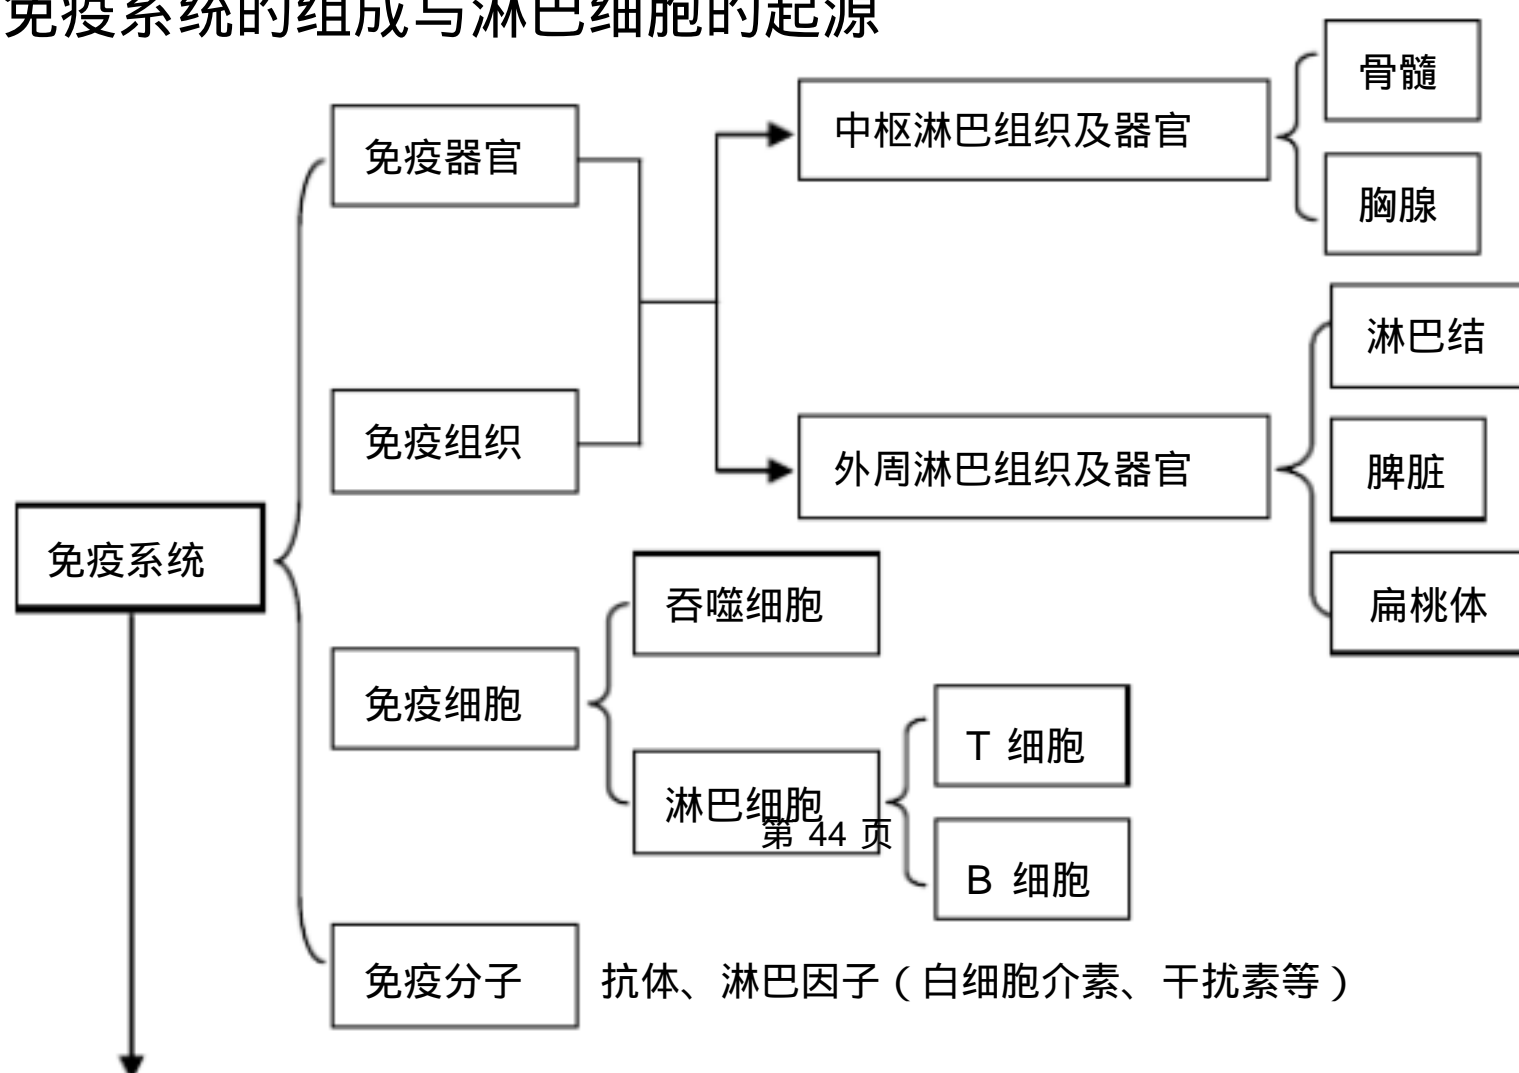 免疫系统的组成与淋巴细胞的起源
骨髓
中枢淋巴组织及器官
免疫器官
胸腺
淋巴结
免疫组织
外周淋巴组织及器官
脾脏
免疫系统
吞噬细胞
扁桃体
免疫细胞
T 细胞
淋巴细胞
第 44 页
B 细胞
免疫分子
抗体、淋巴因子（白细胞介素、干扰素等）